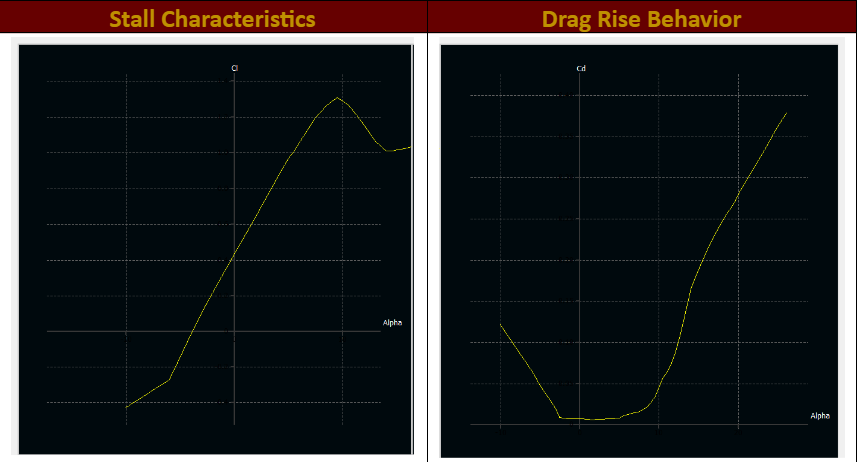 Stall Characteristics
Drag Rise Behavior
Cl
Alpha
Cd
Alpha